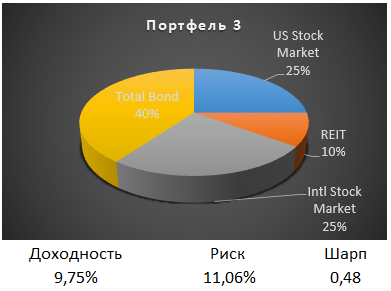 Портфель 3
US Stock
Market
25%
Total Bond
40%
REIT
10%
Intl Stock
Market
25%
Доходность Риск Шарп
9,75% 11,06% 0,48